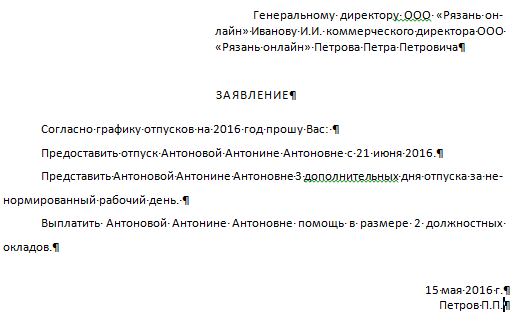 Генеральному директору ООО «Рязань он-
лайн» Иванову И.И. коммерческого директора ООО
«Рязань онлайн» Петрова Петра Петровича¶
ЗАЯВЛЕНИЕ¶
Согласно графику отпусков на 2016 год прошу Вас: ¶
Предоставить отпуск Антоновой Антонине Антоновне с 21 июня 2016.¶
Предствить Антоновой Антонине Антоновне 3 дополнительных дня отпуска за не-
нормированный рабочий день. ¶
Выплатить Антоновой Антонине Антоновне помощь в размере 2 должностных
окладов.¶
15 мая 2016 г.¶
Петров П.П.¶